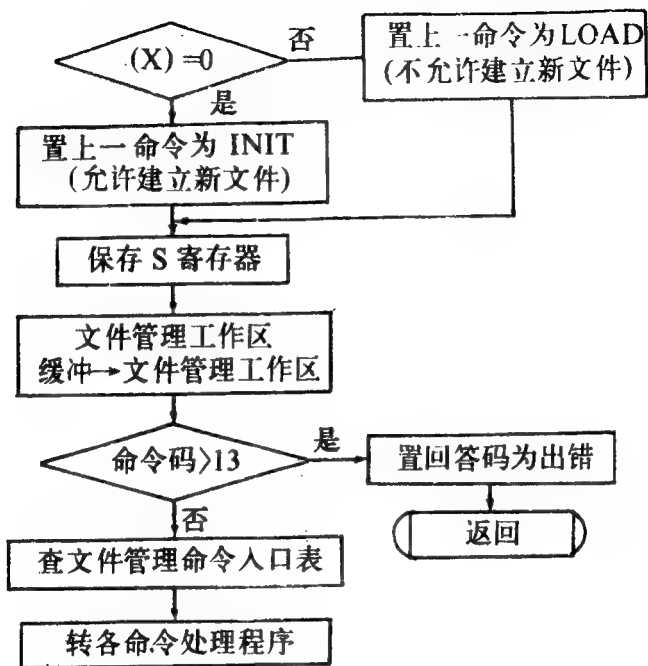 (X) =0
否
置上一命令为 LOAD
(不允许建立新文件)
是
置上一命令为 INIT
(允许建立新文件)
保存 S 寄存器
文件管理工作区
缓冲→文件管理工作区
命令码>13
是
置回答码为出错
返回
否
查文件管理命令入口表
转各命令处理程序